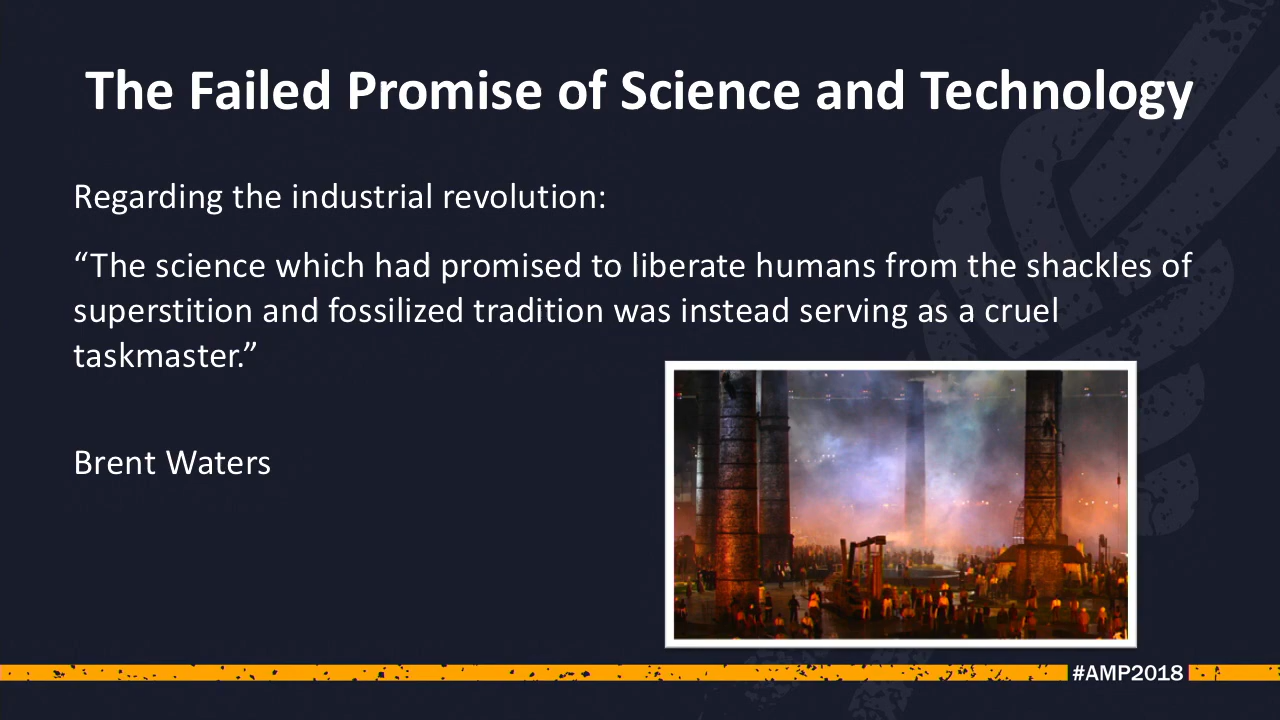 The Failed Promise of Science and Technology
Regarding the industrial revolution:
“The science which had promised to liberate humans from the shackles of
superstition and fossilized tradition was instead serving as a cruel
taskmaster.”
Brent Waters
#AMP2018